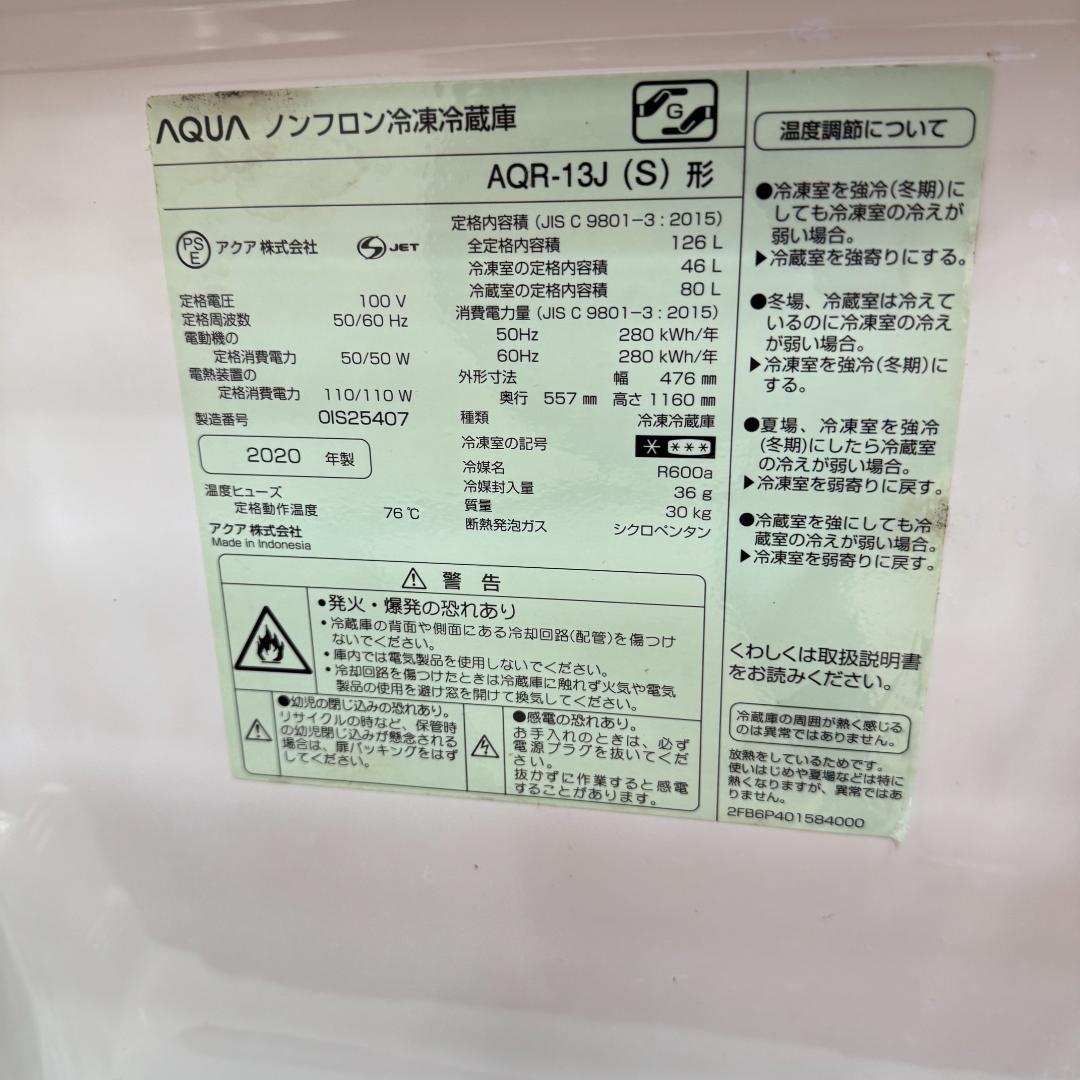 AQUA ノンフロン冷凍冷蔵庫
G
AQR-13J (S) 形
PS
E
アクア 株式会社
S JET
定格電圧 100 V
定格周波数 50/60 Hz
電動機の
定格消費電力 50/50 W
電熱装置の
定格消費電力 110/110 W
製造番号 0IS25407
2020 年製
温度ヒューズ
定格動作温度 76 ℃
アクア 株式会社
Made in Indonesia
定格内容積 (JIS C 9801-3 : 2015)
全定格内容積 126 L
冷凍室の定格内容積 46 L
冷蔵室の定格内容積 80 L
消費電力量 (JIS C 9801-3 : 2015)
50Hz 280 kWh/年
60Hz 280 kWh/年
外形寸法 幅 476 ㎜
奥行 557 ㎜ 高さ 1160 ㎜
種類 冷凍冷蔵庫
冷凍室の記号 * ***
冷媒名 R600a
冷媒封入量 36 g
質量 30 kg
断熱発泡ガス シクロペンタン
⚠ 警 告
•発火・爆発の恐れあり
・冷蔵庫の背面や側面にある冷却回路(配管)を傷つけ
ないでください。
・庫内では電気製品を使用しないでください。
・冷却回路を傷つけたときは冷蔵庫に触れず火気や電気
製品の使用を避け窓を開けて換気してください。
●幼児の閉じ込みの恐れあり。
リサイクルの時など、保管時
の幼児閉じ込みが懸念される
場合は、扉パッキングをはず
してください。
●感電の恐れあり。
お手入れのときは、必ず
電源プラグを抜いてくだ
さい。
抜かずに作業すると感電
することがあります。
温度調節について
●冷凍室を強冷(冬期)に
しても冷凍室の冷えが
弱い場合。
▶冷蔵室を強寄りにする。
●冬場、冷蔵室は冷えて
いるのに冷凍室の冷え
が弱い場合。
▶冷凍室を強冷(冬期)に
する。
●夏場、冷凍室を強冷
(冬期)にしたら冷蔵室
の冷えが弱い場合。
▶冷凍室を弱寄りに戻す。
●冷蔵室を強にしても冷
蔵室の冷えが弱い場合。
▶冷凍室を弱寄りに戻す。
くわしくは取扱説明書
をお読みください。
冷蔵庫の周囲が熱く感じる
のは異常ではありません。
放熱をしているためです。
使いはじめや夏場などは特に
熱くなりますが、異常ではあ
りません。
2FB6P401584000